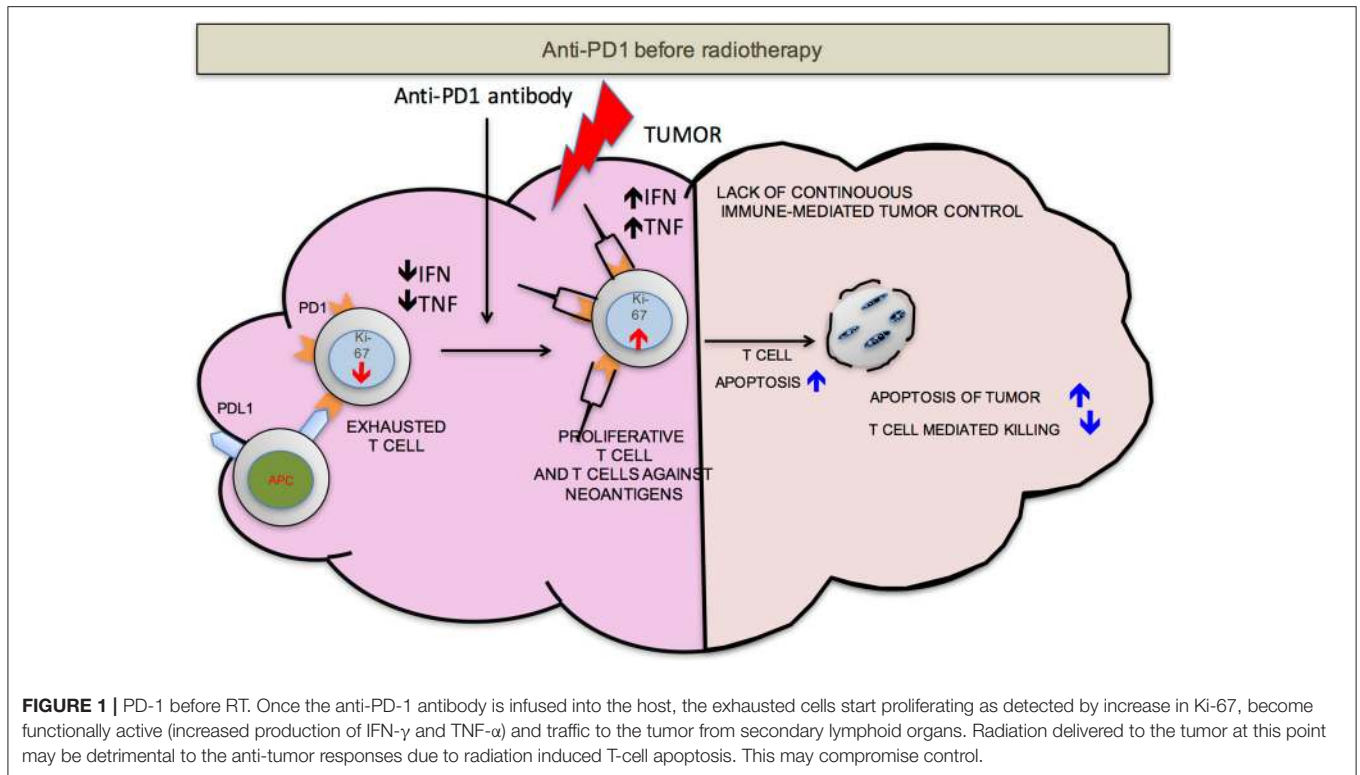 Anti-PD1 before radiotherapy
Anti-PD1 antibody
TUMOR
IFN
TNF
IFN
TNF
PD1
Ki-
67
PDL1
APC
EXHAUSTED
T CELL
Ki-
67
PROLIFERATIVE
T CELL
AND T CELLS AGAINST
NEOANTIGENS
LACK OF CONTINOUOUS
IMMUNE-MEDIATED TUMOR CONTROL
T CELL
APOPTOSIS
APOPTOSIS OF TUMOR
T CELL MEDIATED KILLING
FIGURE 1 | PD-1 before RT. Once the anti-PD-1 antibody is infused into the host, the exhausted cells start proliferating as detected by increase in Ki-67, become
functionally active (increased production of IFN-γ and TNF-α) and traffic to the tumor from secondary lymphoid organs. Radiation delivered to the tumor at this point
may be detrimental to the anti-tumor responses due to radiation induced T-cell apoptosis. This may compromise control.